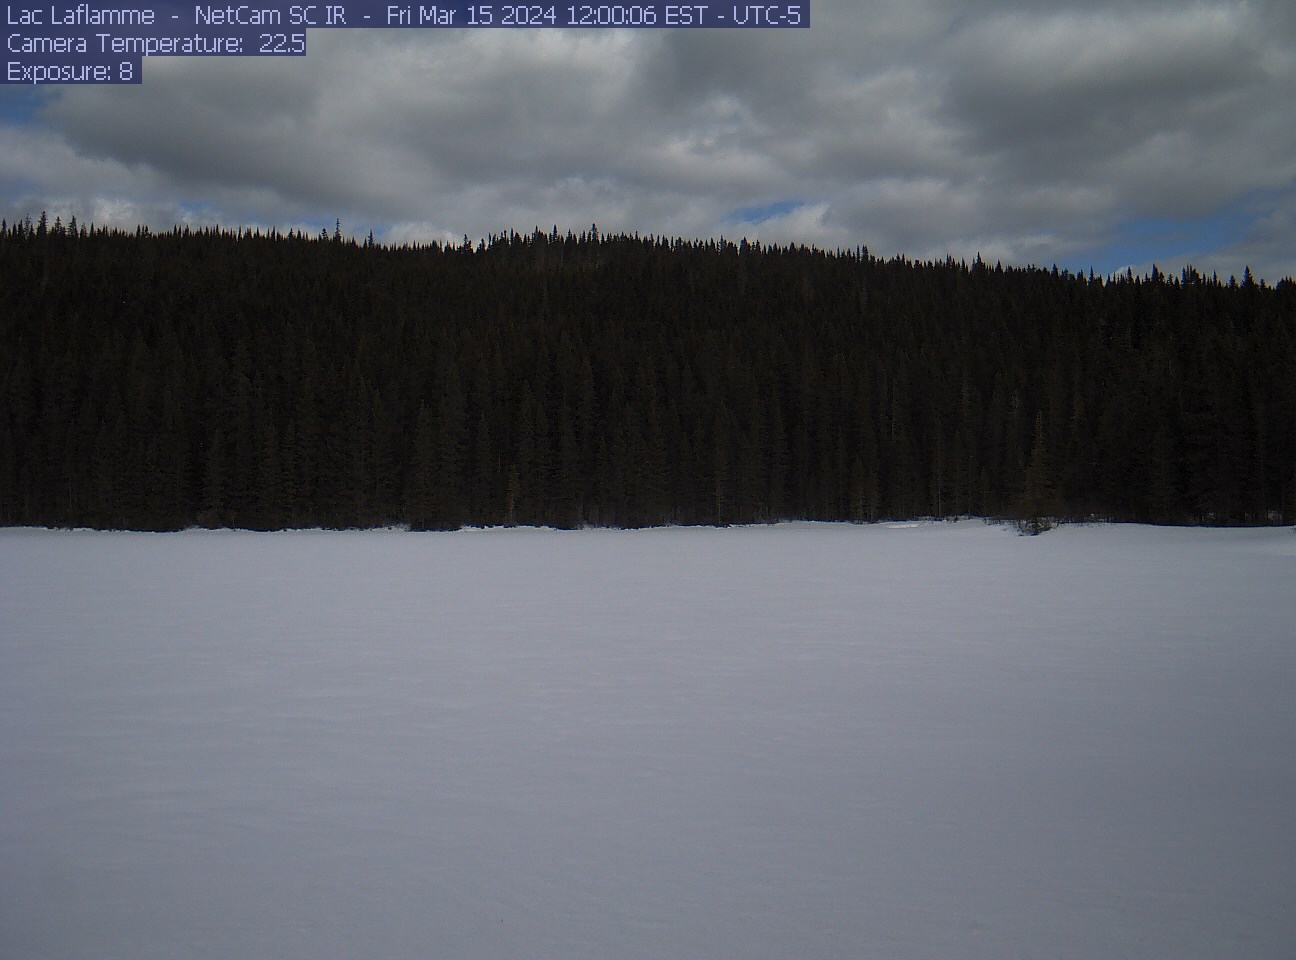 Lac Laflamme - NetCam SC IR - Fri Mar 15 2024 12:00:06 EST - UTC-5
Camera Temperature: 22.5
Exposure: 8